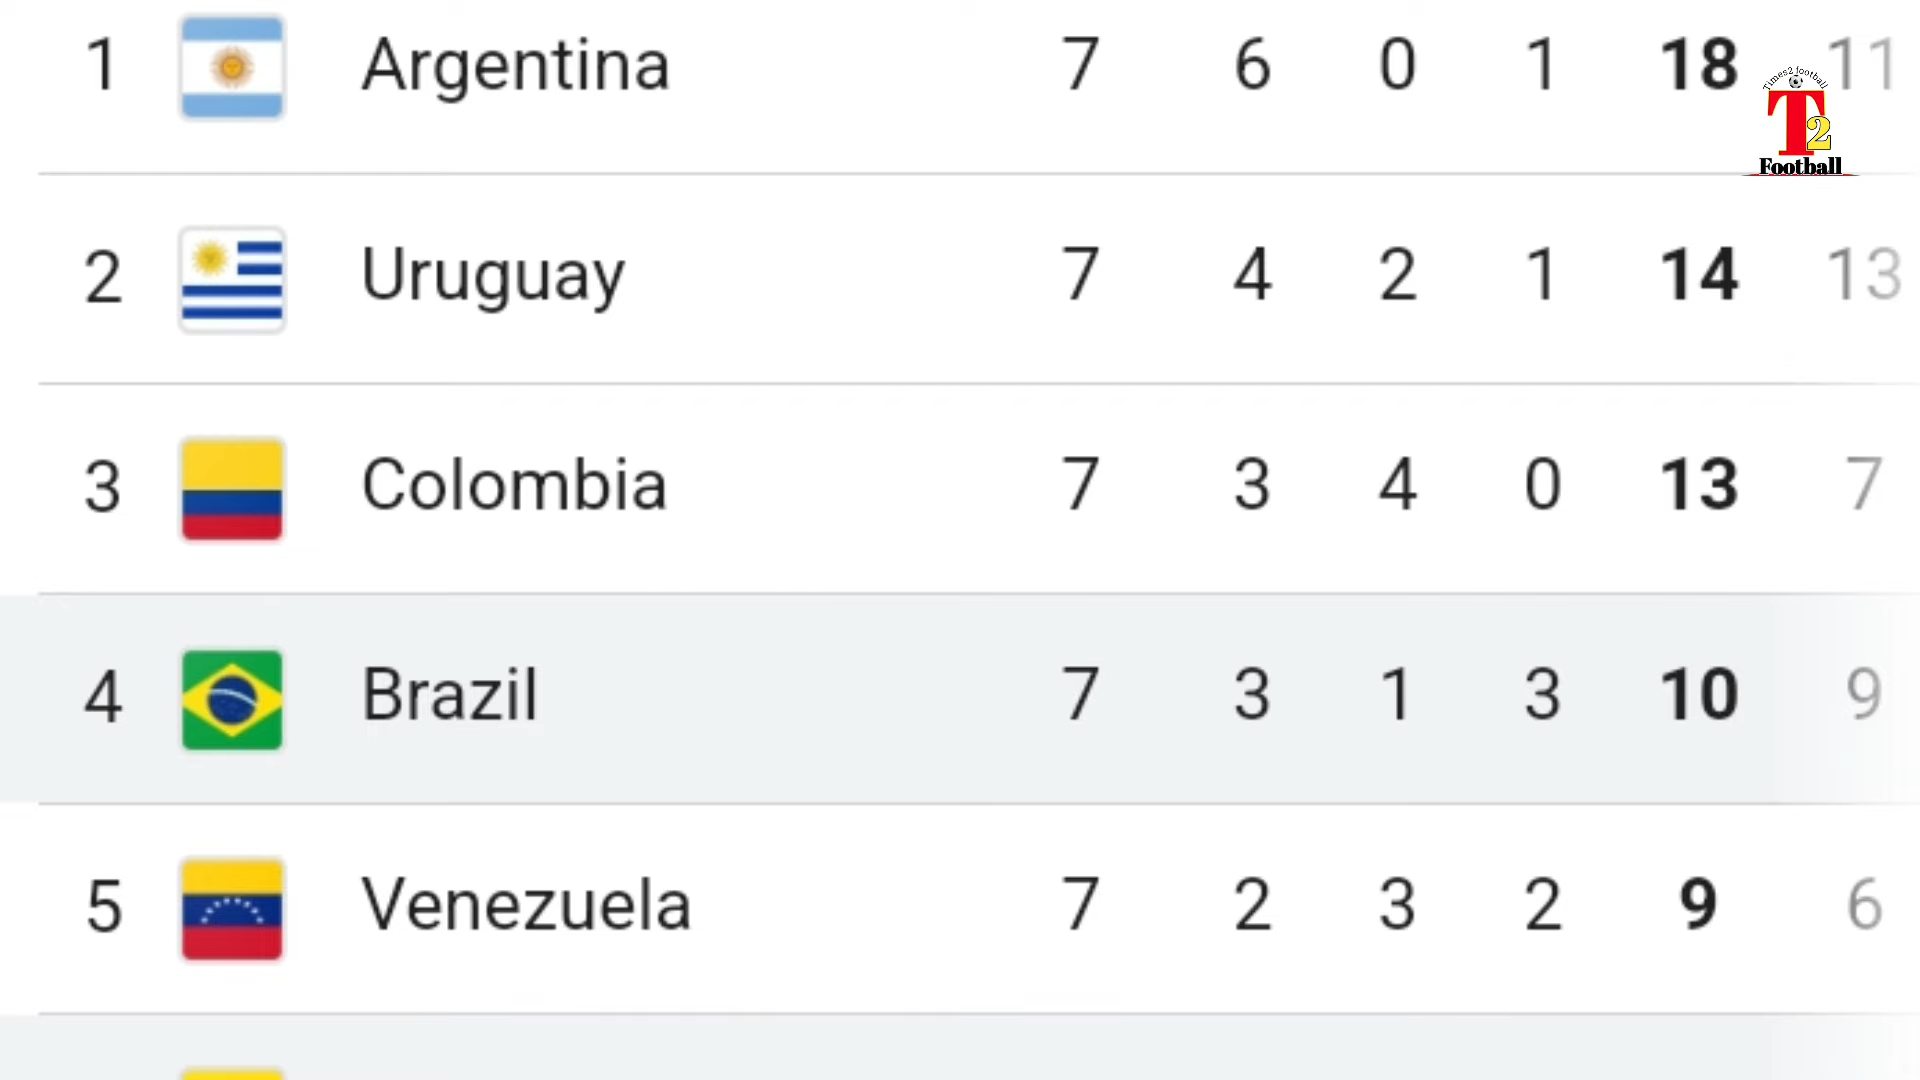 1 Argentina 7 6 0 1 18 11
Times2 football
T2
Football
2 Uruguay 7 4 2 1 14 13
3 Colombia 7 3 4 0 13 7
4 Brazil 7 3 1 3 10 9
5 Venezuela 7 2 3 2 9 6